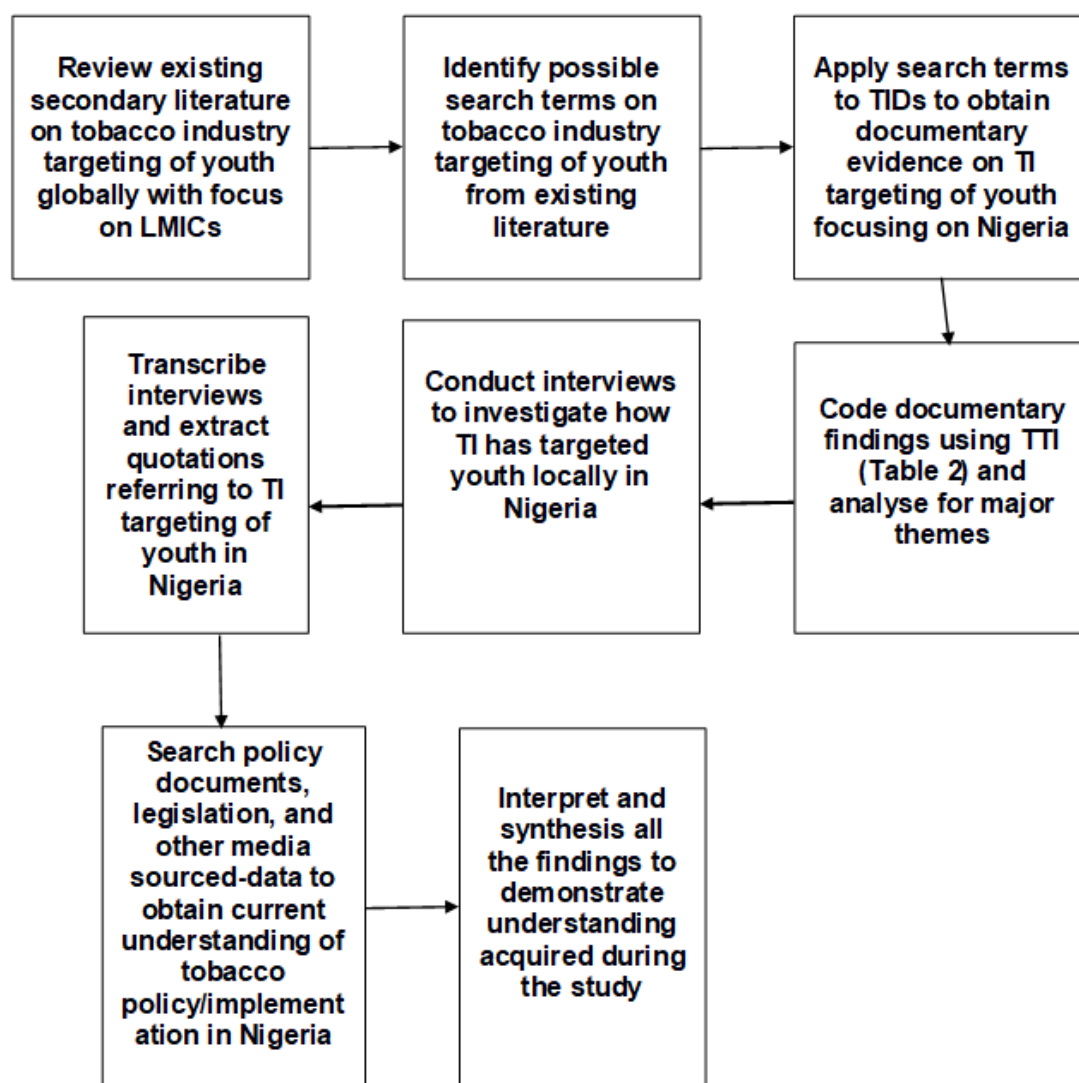 Review existing
secondary literature
on tobacco industry
targeting of youth
globally with focus
on LMICs
Identify possible
search terms on
tobacco industry
targeting of youth
from existing
literature
Apply search terms
to TIDs to obtain
documentary
evidence on TI
targeting of youth
focusing on Nigeria
Code documentary
findings using TTI
(Table 2) and
analyse for major
themes
Conduct interviews
to investigate how
TI has targeted
youth locally in
Nigeria
Transcribe
interviews
and extract
quotations
referring to TI
targeting of
youth in
Nigeria
Search policy
documents,
legislation, and
other media
sourced-data to
obtain current
understanding of
tobacco
policy/implement
ation in Nigeria
Interpret and
synthesis all
the findings to
demonstrate
understanding
acquired during
the study